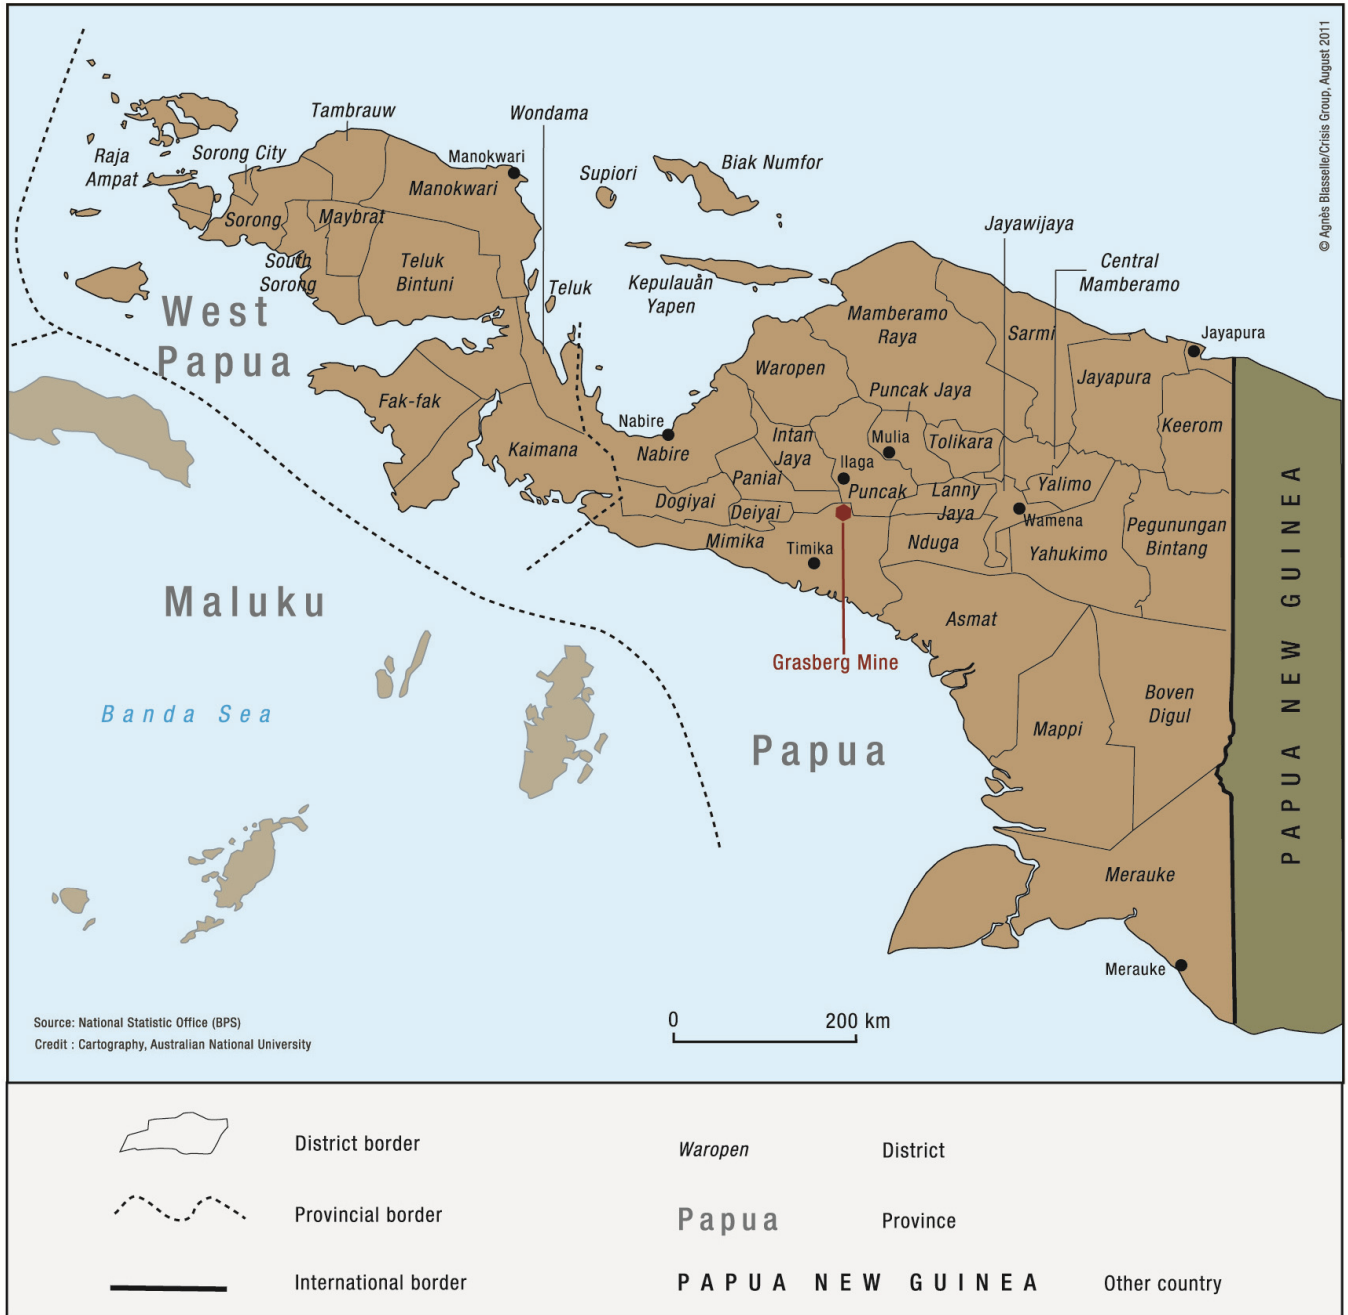 © Agnès Blasselle/Crisis Group, August 2011
Tambrauw
Wondama
Raja
Ampat
Sorong City
Manokwari
Manokwari
Supiori
Biak Numfor
Sorong
Maybrat
South
Sorong
Teluk
Bintuni
Teluk
Kepulauan
Yapen
Jayawijaya
Central
Mamberamo
West
Papua
Mamberamo
Raya
Sarmi
Jayapura
Jayapura
Waropen
Puncak Jaya
Keerom
Fak-fak
Kaimana
Nabire
Nabire
Intan
Jaya
Mulia
Tolikara
Ilaga
Paniai
Puncak
Lanny
Jaya
Yalimo
Dogiyai
Deiyai
Wamena
Mimika
Timika
Nduga
Yahukimo
Pegunungan
Bintang
Maluku
Asmat
Grasberg Mine
Banda Sea
Papua
Mappi
Boven
Digul
PAPUA NEW GUINEA
Merauke
Merauke
Source: National Statistic Office (BPS)
Credit : Cartography, Australian National University
0 200 km
District border
Waropen District
Provincial border
Papua Province
International border
PAPUA NEW GUINEA Other country